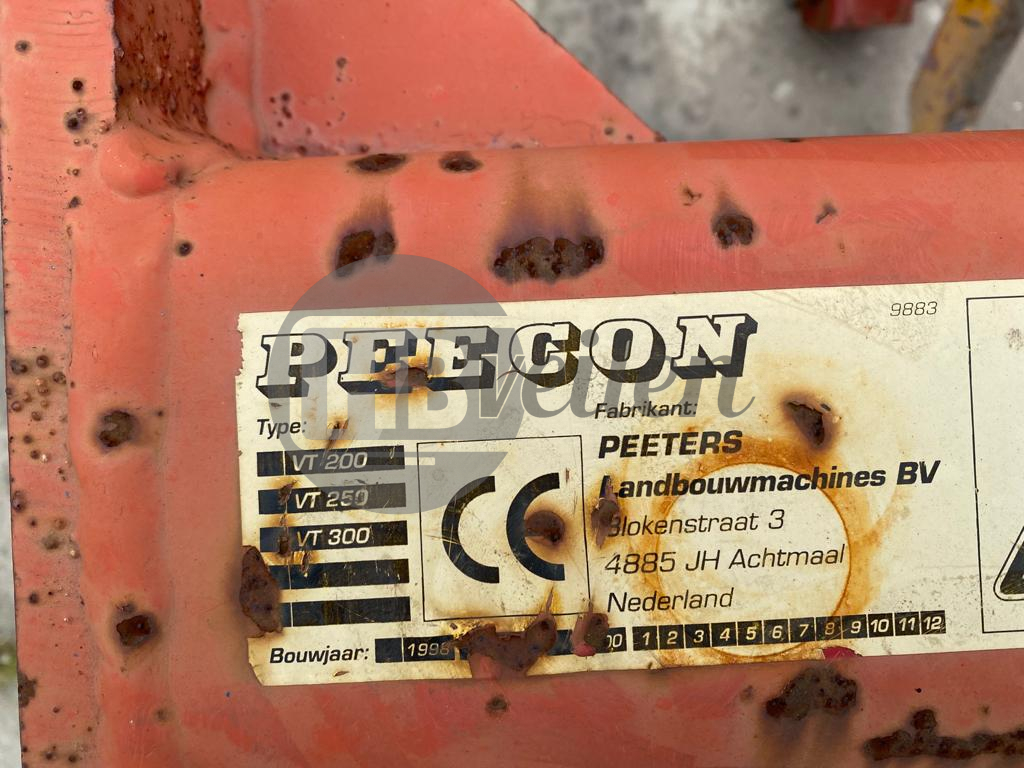 9883
PEECON
Type:
VT 200
VT 250
VT 300
CE
Fabrikant:
PEETERS
Landbouwmachines BV
Blokenstraat 3
4885 JH Achtmaal
Nederland
Bouwjaar: 1998 1 2 3 4 5 6 7 8 9 10 11 12